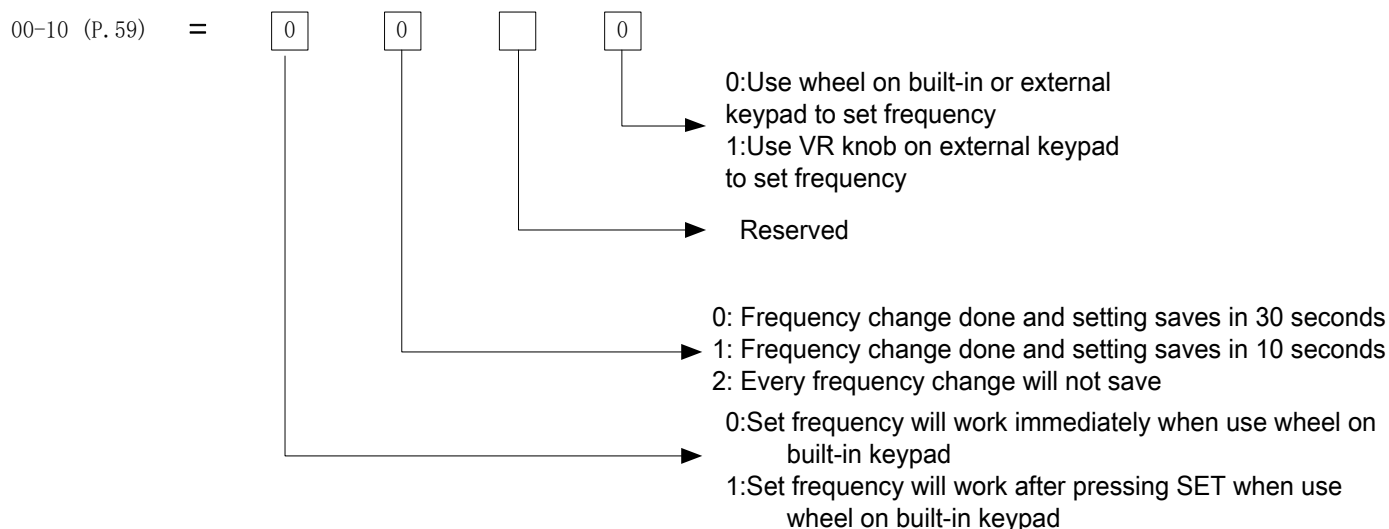 00-10 (P.59) = 0 0 0
0:Use wheel on built-in or external
keypad to set frequency
1:Use VR knob on external keypad
to set frequency
Reserved
0: Frequency change done and setting saves in 30 seconds
1: Frequency change done and setting saves in 10 seconds
2: Every frequency change will not save
0:Set frequency will work immediately when use wheel on
built-in keypad
1:Set frequency will work after pressing SET when use
wheel on built-in keypad